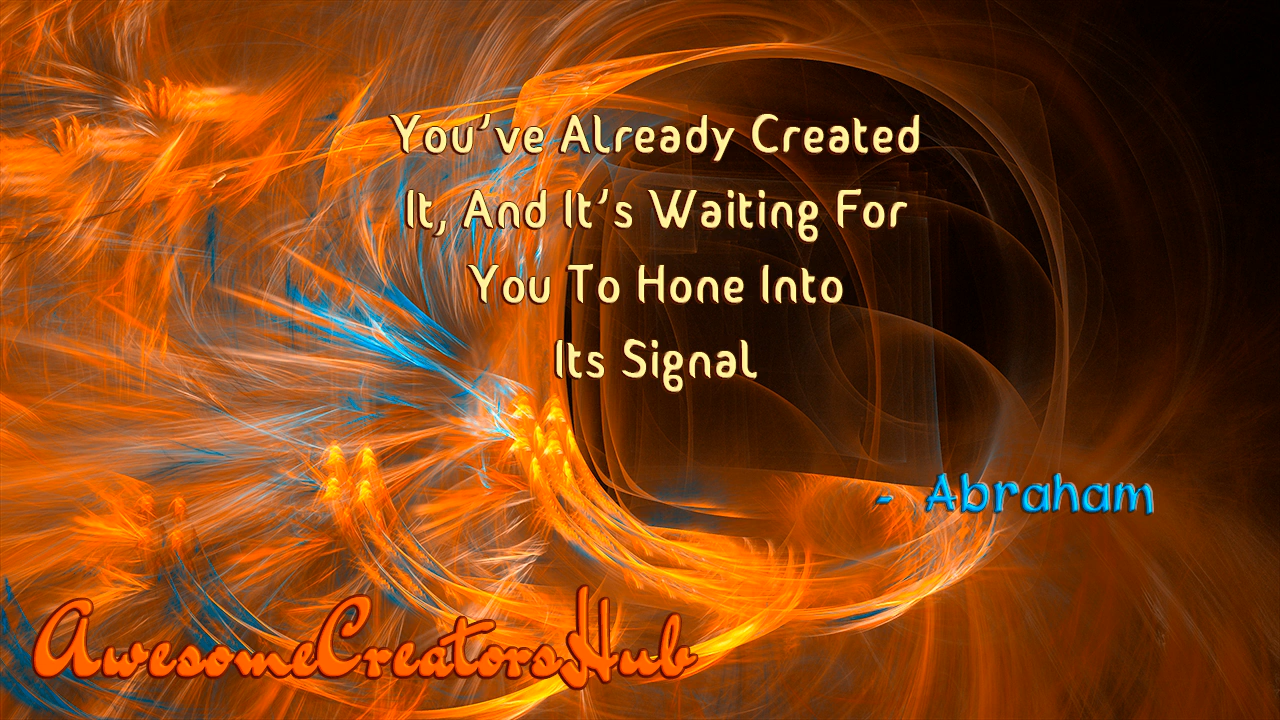 You’ve Already Created
It, And It’s Waiting For
You To Hone Into
Its Signal
- Abraham
AwesomeCreatorsHub